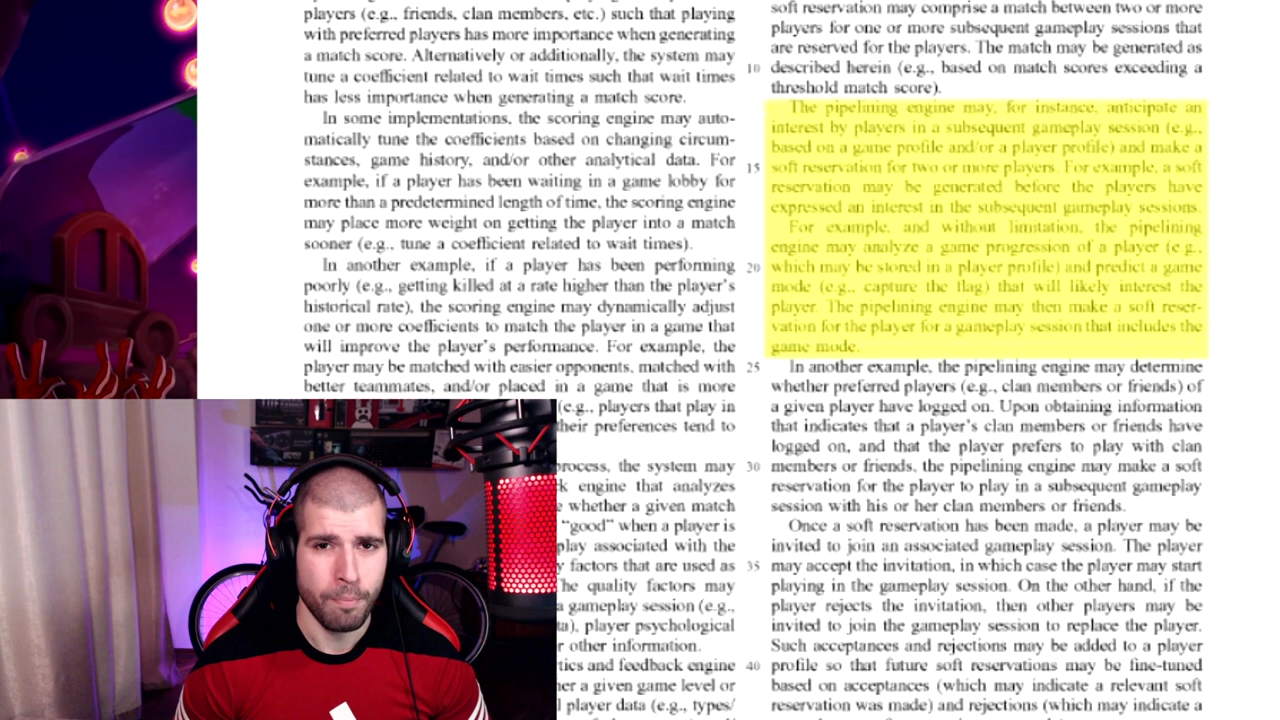 players (e.g., friends, clan members, etc.) such that playing
with preferred players has more importance when generating
a match score. Alternatively or additionally, the system may
tune a coefficient related to wait times such that wait times
has less importance when generating a match score.
In some implementations, the scoring engine may auto-
matically tune the coefficients based on changing circum-
stances, game history, and/or other analytical data. For
example, if a player has been waiting in a game lobby for
more than a predetermined length of time, the scoring engine
may place more weight on getting the player into a match
sooner (e.g., tune a coefficient related to wait times).
In another example, if a player has been performing
poorly (e.g., getting killed at a rate higher than the player's
historical rate), the scoring engine may dynamically adjust
one or more coefficients to match the player in a game that
will improve the player's performance. For example, the
player may be matched with easier opponents, matched with
better teammates, and/or placed in a game that is more
(e.g., players that play in
their preferences tend to
process, the system may
k engine that analyzes
whether a given match
"good" when a player is
play associated with the
factors that are used as
The quality factors may
a gameplay session (e.g.,
ta), player psychological
r other information.
tics and feedback engine
her a given game level or
l player data (e.g., types/
soft reservation may comprise a match between two or more
players for one or more subsequent gameplay sessions that
are reserved for the players. The match may be generated as
10 described herein (e.g., based on match scores exceeding a
threshold match score).
The pipelining engine may, for instance, anticipate an
interest by players in a subsequent gameplay session (e.g.,
based on a game profile and/or a player profile) and make a
15 soft reservation for two or more players. For example, a soft
reservation may be generated before the players have
expressed an interest in the subsequent gameplay sessions.
For example, and without limitation, the pipelining
engine may analyze a game progression of a player (e.g.,
20 which may be stored in a player profile) and predict a game
mode (e.g., capture the flag) that will likely interest the
player. The pipelining engine may then make a soft reser-
vation for the player for a gameplay session that includes the
game mode.
25 In another example, the pipelining engine may determine
whether preferred players (e.g., clan members or friends) of
a given player have logged on. Upon obtaining information
that indicates that a player's clan members or friends have
logged on, and that the player prefers to play with clan
30 members or friends, the pipelining engine may make a soft
reservation for the player to play in a subsequent gameplay
session with his or her clan members or friends.
Once a soft reservation has been made, a player may be
invited to join an associated gameplay session. The player
35 may accept the invitation, in which case the player may start
playing in the gameplay session. On the other hand, if the
player rejects the invitation, then other players may be
invited to join the gameplay session to replace the player.
Such acceptances and rejections may be added to a player
40 profile so that future soft reservations may be fine-tuned
based on acceptances (which may indicate a relevant soft
reservation was made) and rejections (which may indicate a